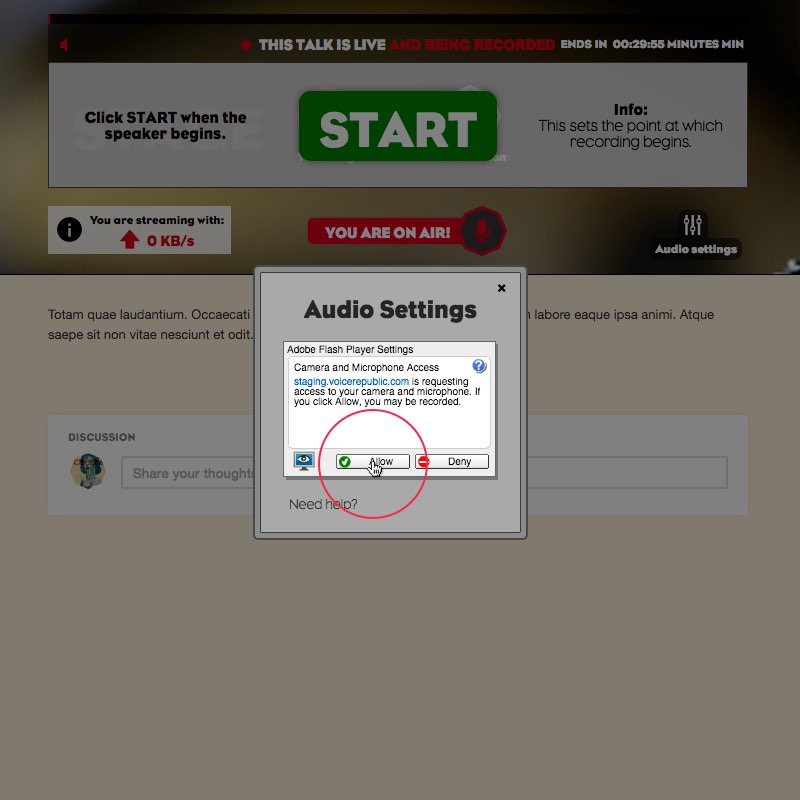 THIS TALK IS LIVE AND BEING RECORDED ENDS IN 00:29:55 MINUTES MIN
Click START when the
speaker begins.
START
Info:
This sets the point at which
recording begins.
You are streaming with:
0 KB/s
YOU ARE ON AIR!
Audio settings
Totam quae laudantium. Occaecati
labore eaque ipsa animi. Atque
saepe sit non vitae nesciunt et odit.
Audio Settings
Adobe Flash Player Settings
Camera and Microphone Access
staging.voicerepublic.com is requesting
access to your camera and microphone. If
you click Allow, you may be recorded.
Allow
Deny
Need help?
DISCUSSION
Share your thoughts